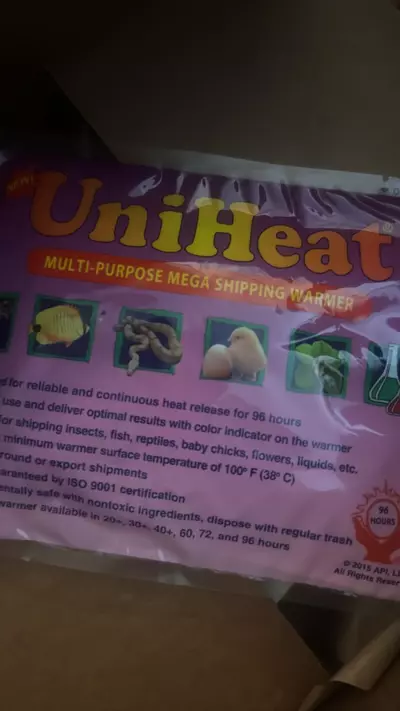 NEW!
UniHeat®
MULTI-PURPOSE MEGA SHIPPING WARMER
for reliable and continuous heat release for 96 hours
use and deliver optimal results with color indicator on the warmer
for shipping insects, fish, reptiles, baby chicks, flowers, liquids, etc.
minimum warmer surface temperature of 100° F (38° C)
round or export shipments
aranteed by ISO 9001 certification
entally safe with nontoxic ingredients, dispose with regular trash
warmer available in 20+, 30+, 40+, 60, 72, and 96 hours
96
HOURS
© 2015 API, L
All Rights Reser